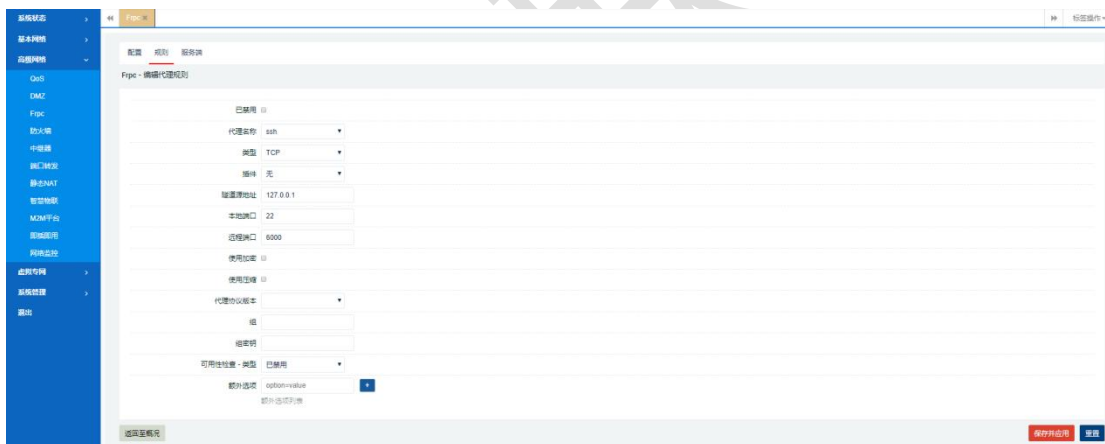 系统状态
Frpc
标签操作
基本网络
高级网络
配置 规则 服务端
Frpc - 编辑代理规则
QoS
DMZ
Frpc
防火墙
中继器
端口转发
静态NAT
智慧物联
M2M平台
即插即用
网络监控
虚拟专网
系统管理
退出
已禁用
代理名称 ssh
类型 TCP
插件 无
隧道源地址 127.0.0.1
本地端口 22
远程端口 6000
使用加密
使用压缩
代理协议版本
组
组密钥
可用性检查 - 类型 已禁用
额外选项 option=value
额外选项列表
返回至概况
保存并应用 重置